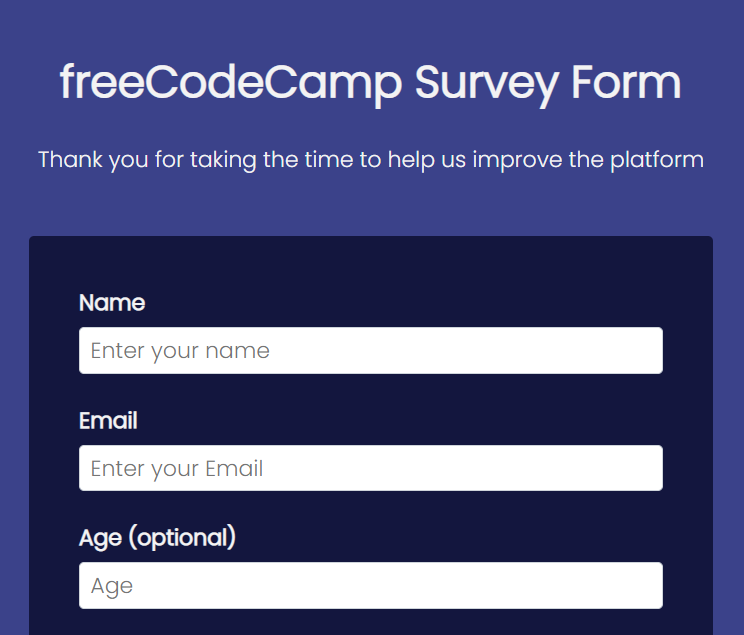 freeCodeCamp Survey Form
Thank you for taking the time to help us improve the platform
Name
Enter your name
Email
Enter your Email
Age (optional)
Age